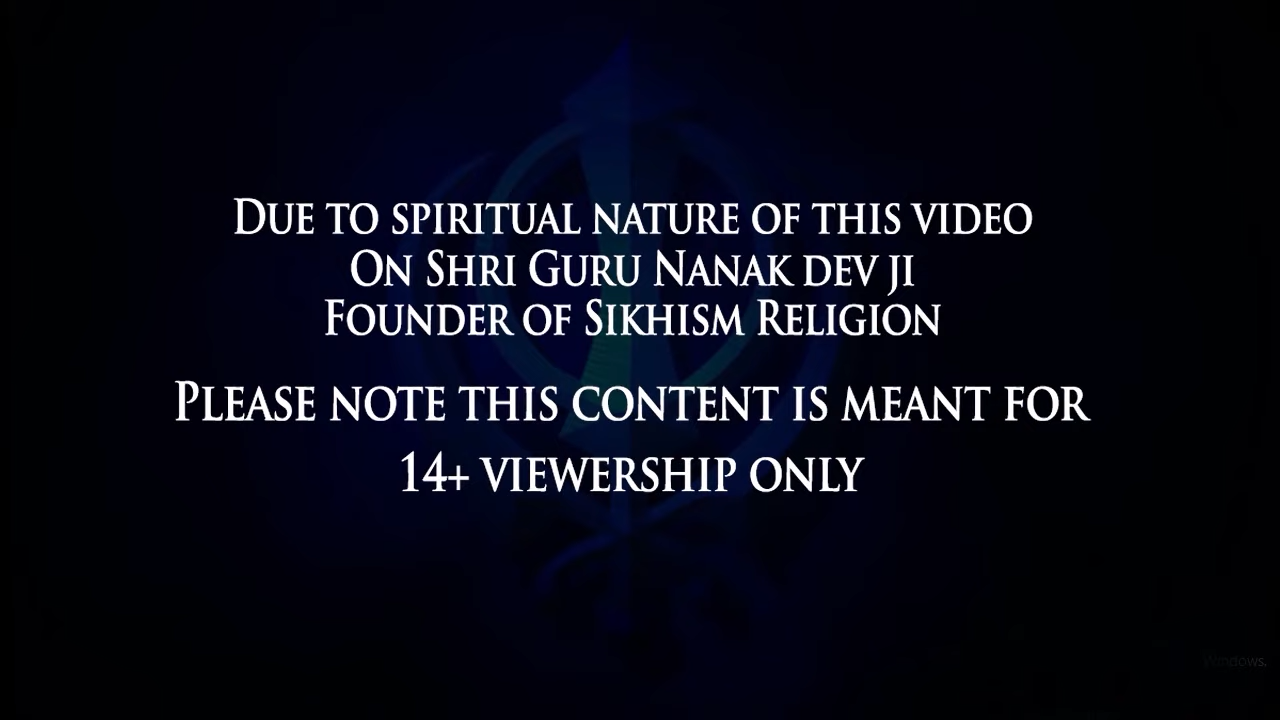 Due to spiritual nature of this video
On Shri Guru Nanak dev ji
Founder of Sikhism Religion
Please note this content is meant for
14+ viewership only
Windows.